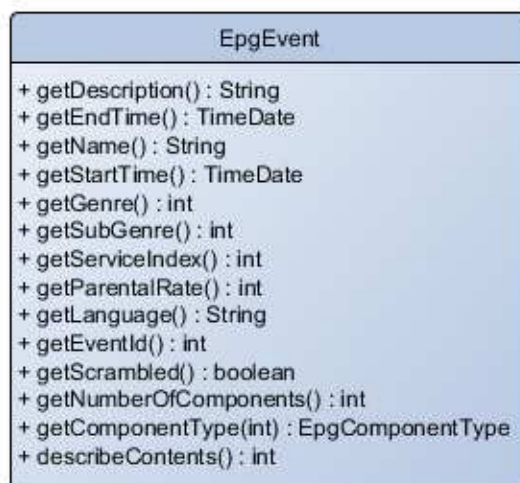 EpgEvent
+ getDescription() : String
+ getEndTime() : TimeDate
+ getName() : String
+ getStartTime() : TimeDate
+ getGenre() : int
+ getSubGenre() : int
+ getServiceIndex() : int
+ getParentalRate() : int
+ getLanguage() : String
+ getEventId() : int
+ getScrambled() : boolean
+ getNumberOfComponents() : int
+ getComponentType(int) : EpgComponentType
+ describeContents() : int